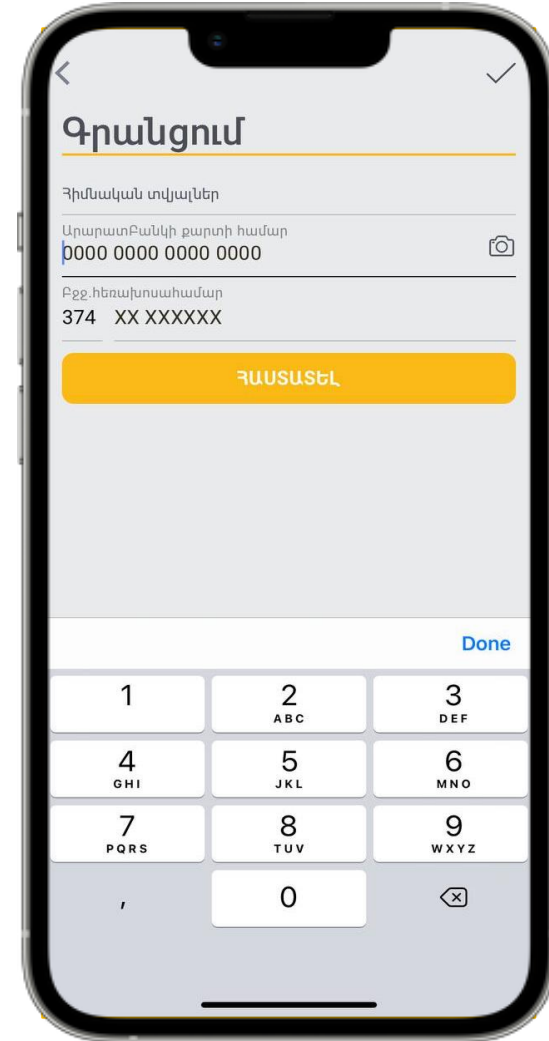 Գրանցում
Հիմնական տվյալներ
ԱրարատԲանկի քարտի համար
0000 0000 0000 0000
Բջջ.հեռախոսահամար
374 XX XXXXXX
ՀԱՍՏԱՏԵԼ
Done
1 2 3
ABC DEF
4 5 6
GHI JKL MNO
7 8 9
PQRS TUV WXYZ
, 0